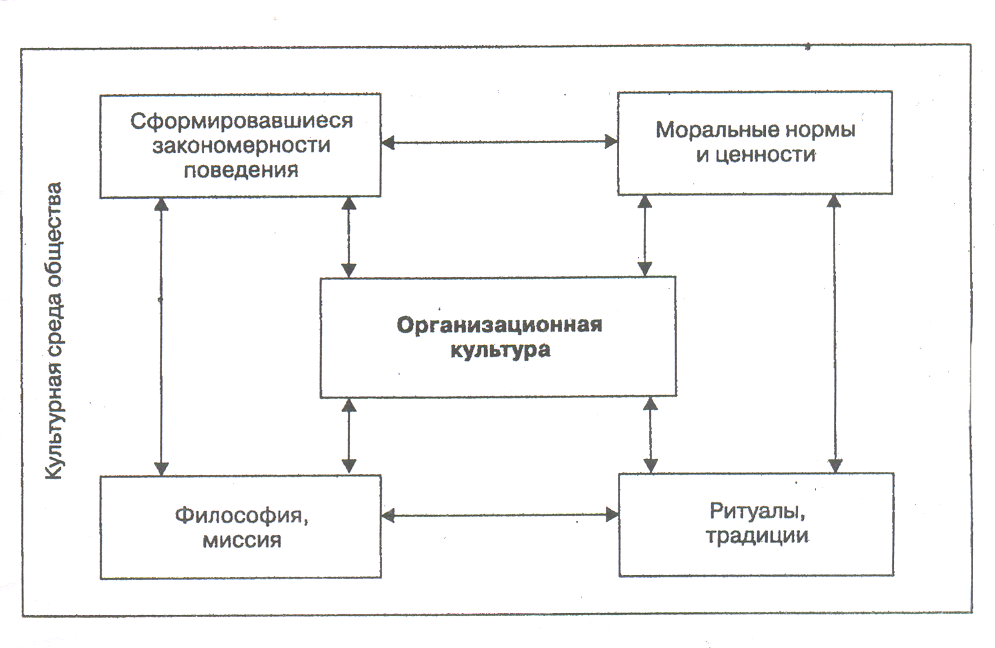 Сформировавшиеся
закономерности
поведения
Моральные нормы
и ценности
Культурная среда общества
Организационная
культура
Философия,
миссия
Ритуалы,
традиции